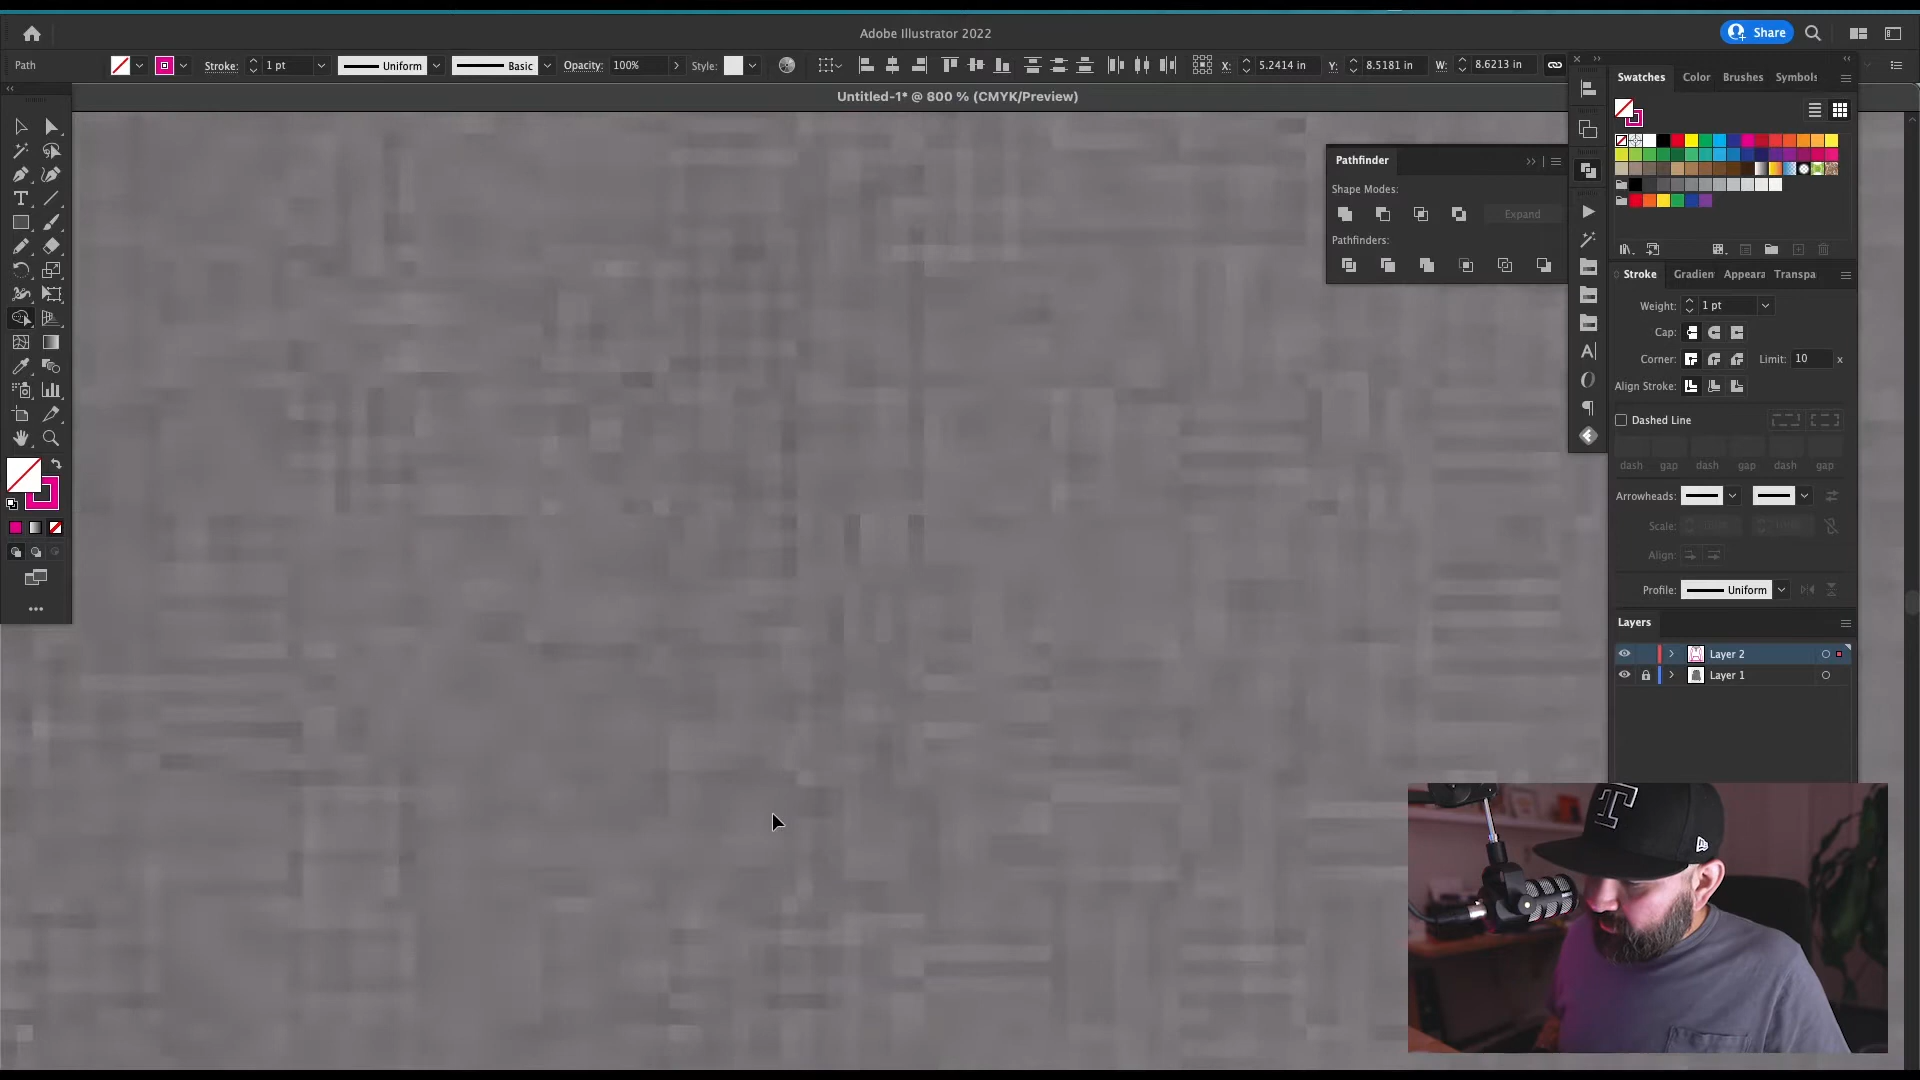 Adobe Illustrator 2022
Share
Path
Stroke:
1 pt
Uniform
Basic
Opacity:
100%
Style:
X:
5.2414 in
Y:
8.5181 in
W:
8.6213 in
Untitled-1* @ 800 % (CMYK/Preview)
Swatches
Color
Brushes
Symbols
Pathfinder
Shape Modes:
Expand
Pathfinders:
Stroke
Gradien
Appeara
Transpa
Weight:
1 pt
Cap:
Corner:
Limit:
10
x
Align Stroke:
Dashed Line
dash
gap
dash
gap
dash
gap
Arrowheads:
Scale:
Align:
Profile:
Uniform
Layers
Layer 2
Layer 1
T